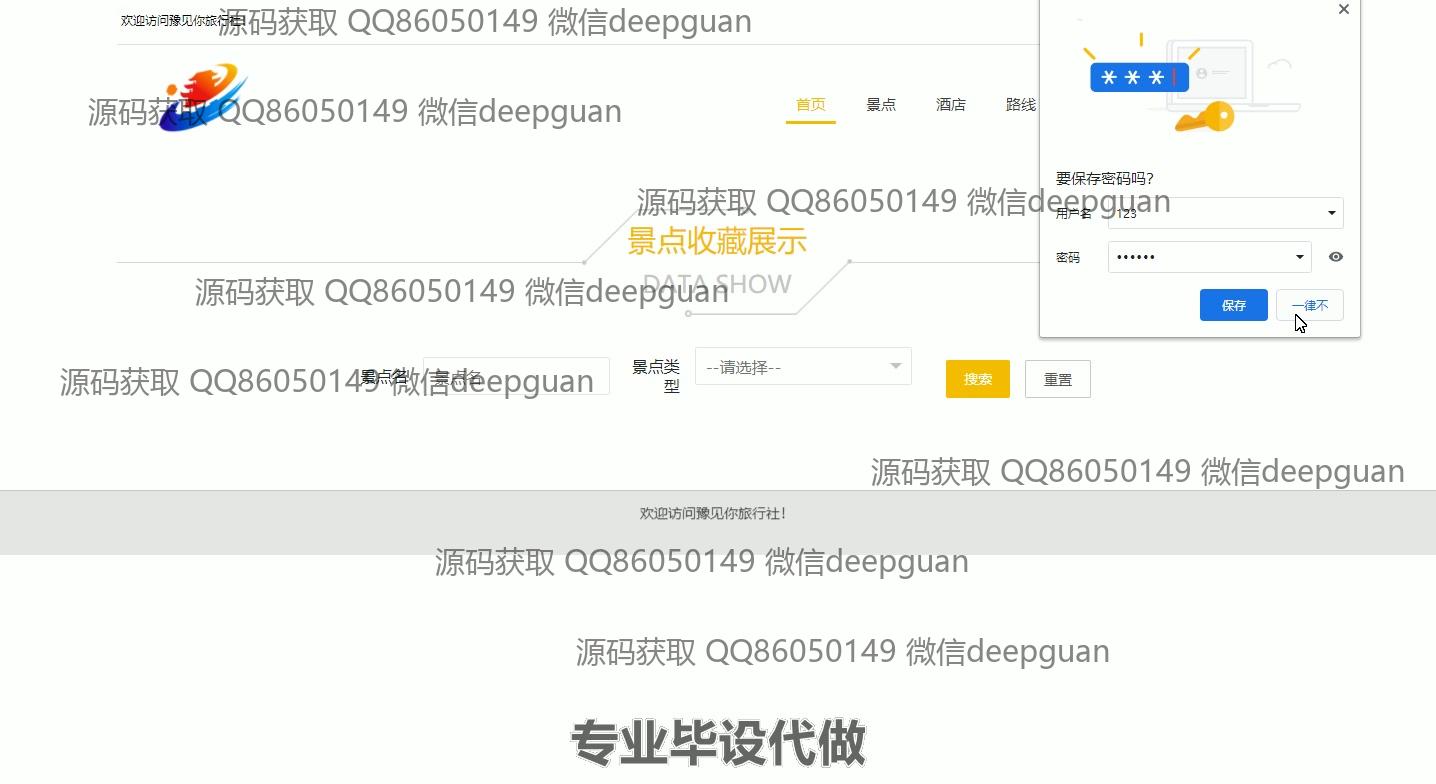 欢迎访问豫见你旅行社！
源码获取 QQ86050149 微信deepguan
源码获取 QQ86050149 微信deepguan
首页 景点 酒店 路线
要保存密码吗？
源码获取 QQ86050149 微信deepguan
用户名 123
景点收藏展示
密码 ••••••
DATA SHOW
源码获取 QQ86050149 微信deepguan
保存 一律不
景点名 景点名 景点类型 --请选择-- 搜索 重置
源码获取 QQ86050149 微信deepguan
源码获取 QQ86050149 微信deepguan
欢迎访问豫见你旅行社！
源码获取 QQ86050149 微信deepguan
源码获取 QQ86050149 微信deepguan
专业毕设代做